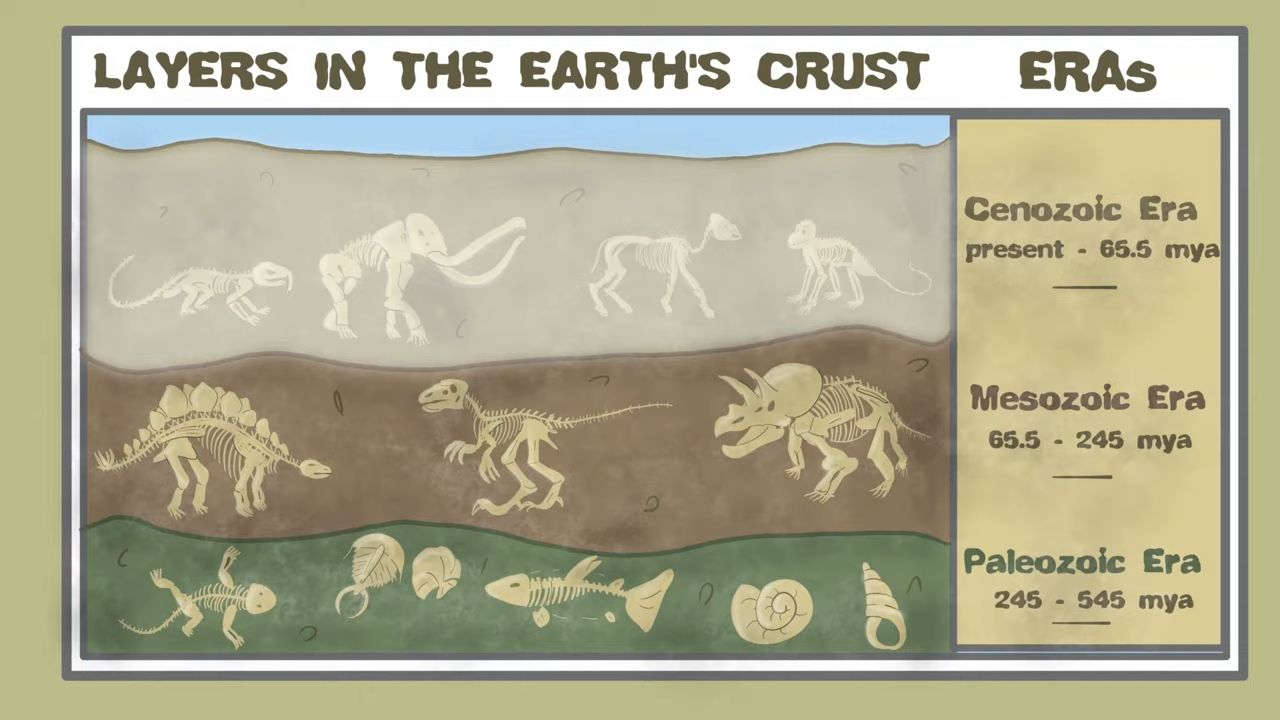 LAYERS IN THE EARTH'S CRUST
ERAs
Cenozoic Era
present - 65.5 mya
Mesozoic Era
65.5 - 245 mya
Paleozoic Era
245 - 545 mya